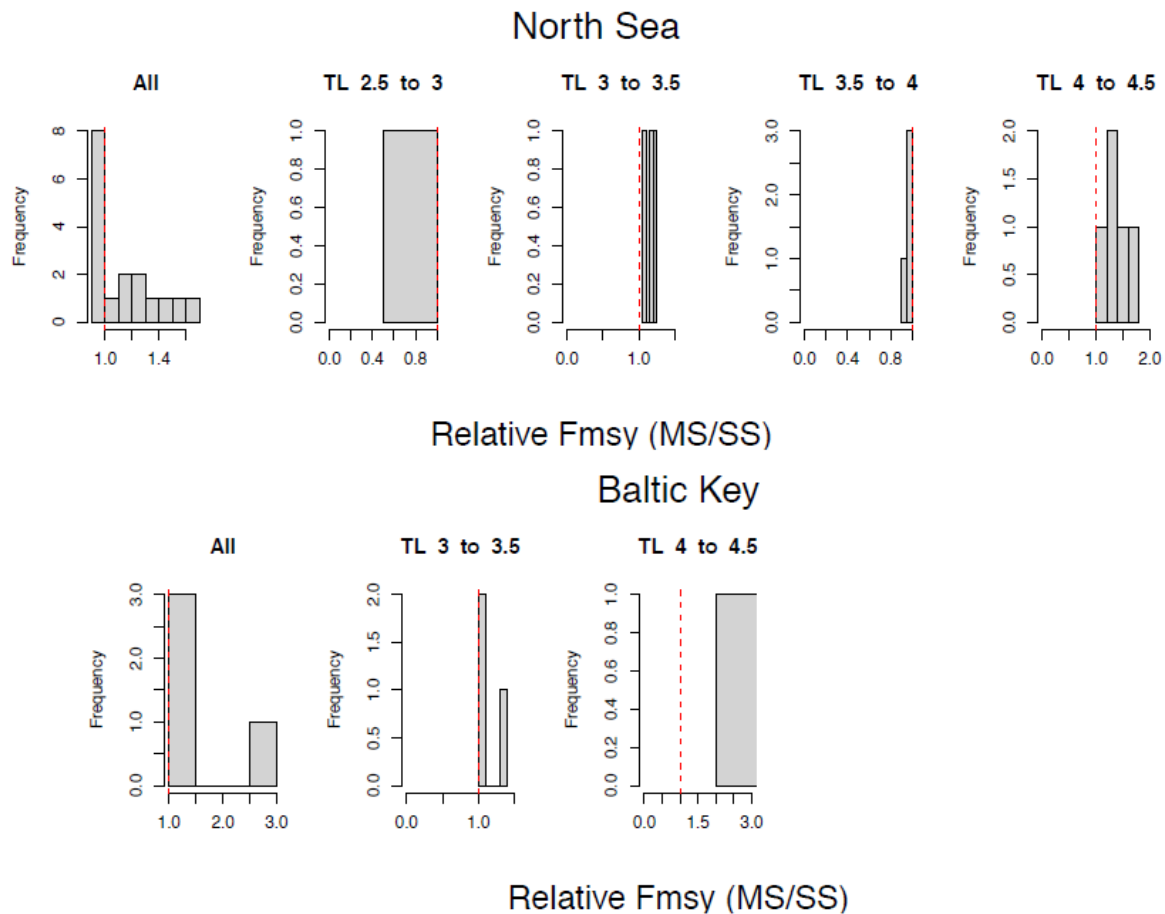 North Sea
All
TL 2.5 to 3
TL 3 to 3.5
TL 3.5 to 4
TL 4 to 4.5
Frequency
0 2 4 6 8
1.0 1.4
Frequency
0.0 0.2 0.4 0.6 0.8 1.0
0.0 0.4 0.8
Frequency
0.0 0.2 0.4 0.6 0.8 1.0
0.0 1.0
Frequency
0.0 1.0 2.0 3.0
0.0 0.4 0.8
Frequency
0.0 0.5 1.0 1.5 2.0
0.0 1.0 2.0
Relative Fmsy (MS/SS)
Baltic Key
All
TL 3 to 3.5
TL 4 to 4.5
Frequency
0.0 1.0 2.0 3.0
1.0 2.0 3.0
Frequency
0.0 0.5 1.0 1.5 2.0
0.0 1.0
Frequency
0.0 0.2 0.4 0.6 0.8 1.0
0.0 1.5 3.0
Relative Fmsy (MS/SS)